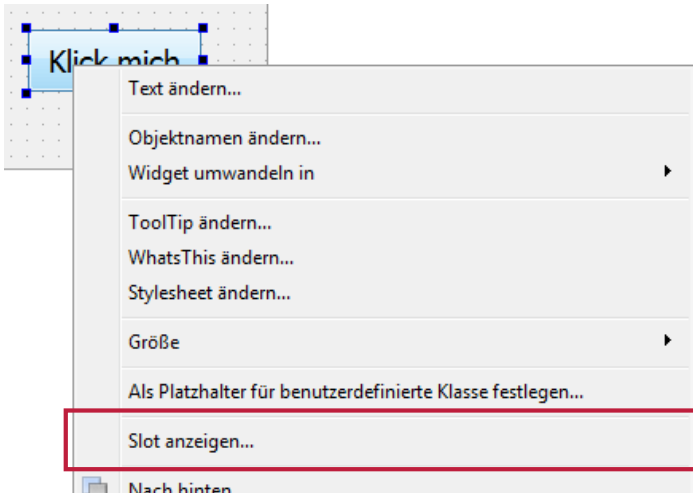 Klick mich
Text ändern...
Objektnamen ändern...
Widget umwandeln in
ToolTip ändern...
WhatsThis ändern...
Stylesheet ändern...
Größe
Als Platzhalter für benutzerdefinierte Klasse festlegen...
Slot anzeigen...
Nach hinten